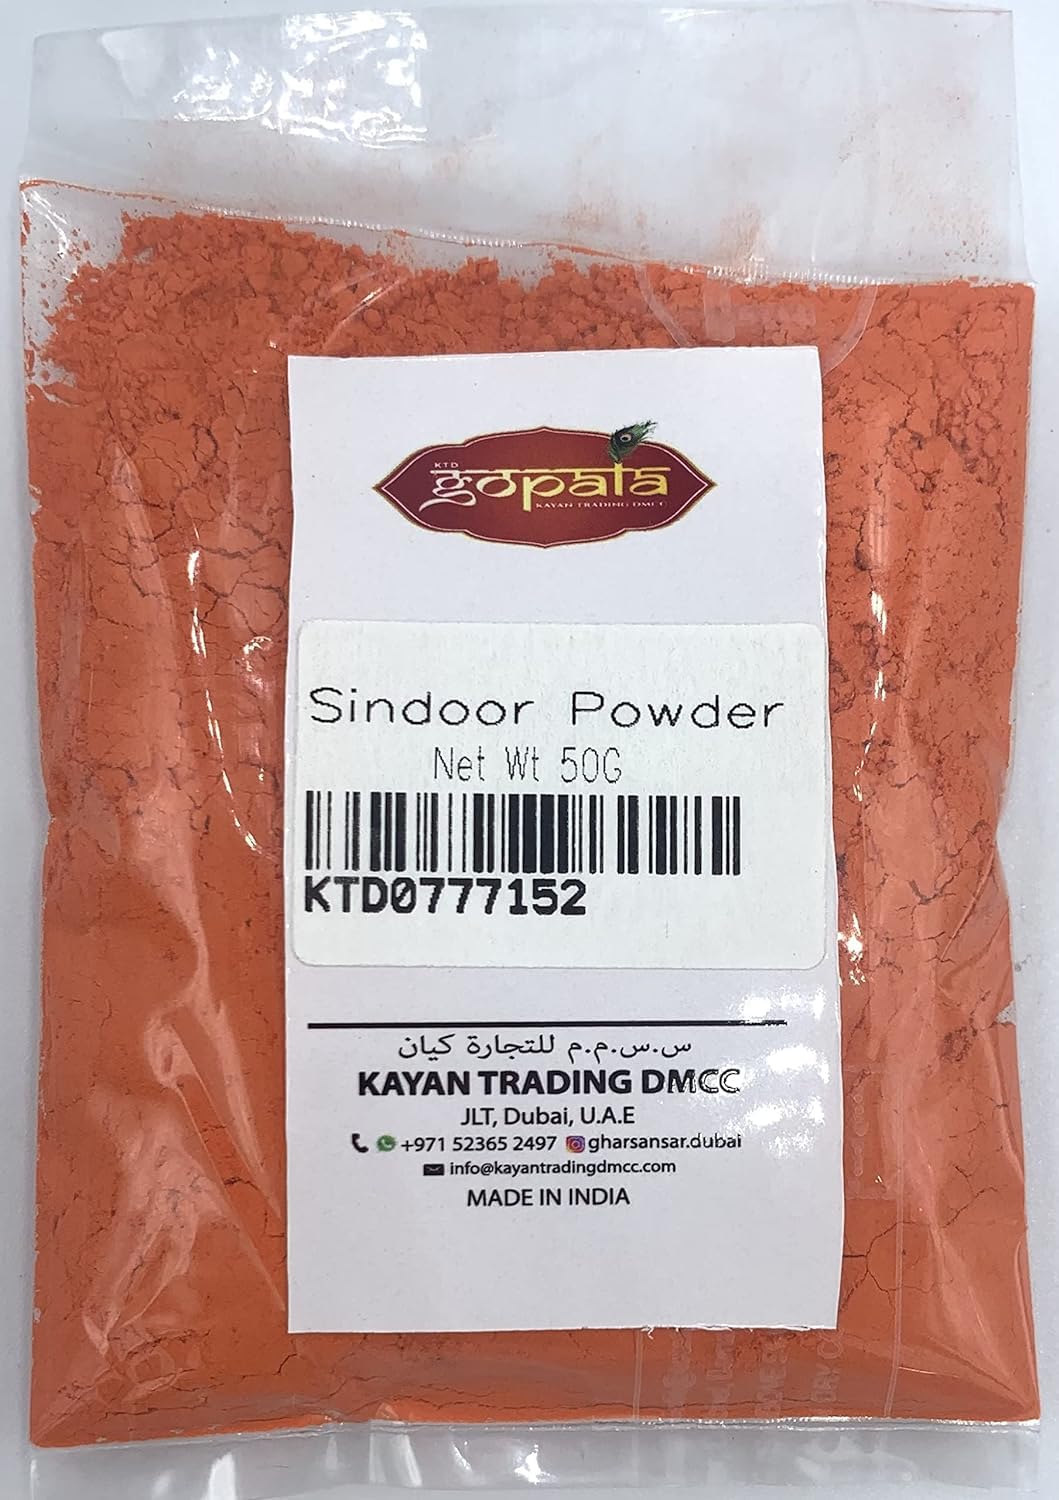 KTD
gopala
KAYAN TRADING DMCC
Sindoor Powder
Net Wt 50G
KTD0777152
س.س.م.م للتجارة كيان
KAYAN TRADING DMCC
JLT, Dubai, U.A.E
+971 52365 2497 gharsansar.dubai
info@kayantradingdmcc.com
MADE IN INDIA